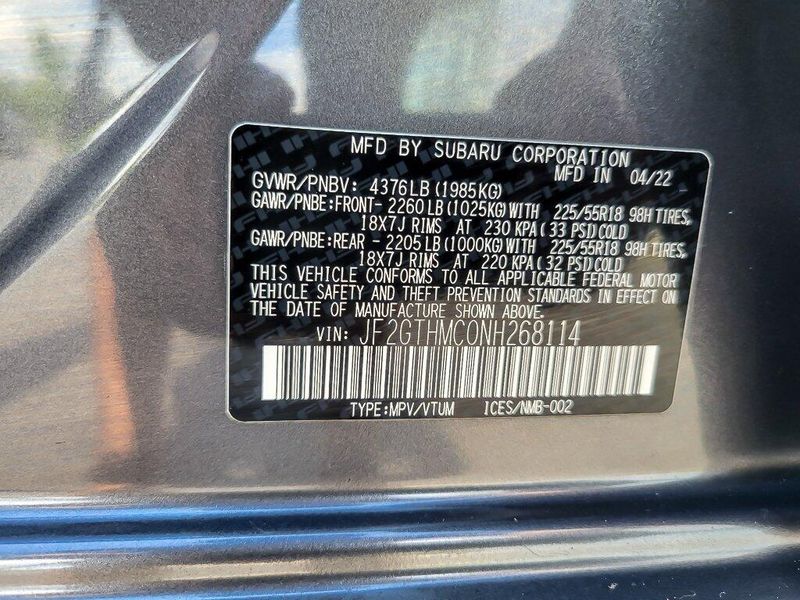 MFD BY SUBARU CORPORATION
MFD IN 04/22
GVWR/PNBV: 4376LB(1985KG)
GAWR/PNBE:FRONT- 2260LB(1025KG)WITH 225/55R18 98H TIRES,
18X7J RIMS AT 230 KPA( 33 PSI)COLD
GAWR/PNBE:REAR - 2205LB(1000KG)WITH 225/55R18 98H TIRES,
18X7J RIMS AT 220 KPA( 32 PSI)COLD
THIS VEHICLE CONFORMS TO ALL APPLICABLE FEDERAL MOTOR
VEHICLE SAFETY AND THEFT PREVENTION STANDARDS IN EFFECT ON
THE DATE OF MANUFACTURE SHOWN ABOVE.
VIN: JF2GTHMC0NH268114
TYPE:MPV/VTUM ICES/NMB-002